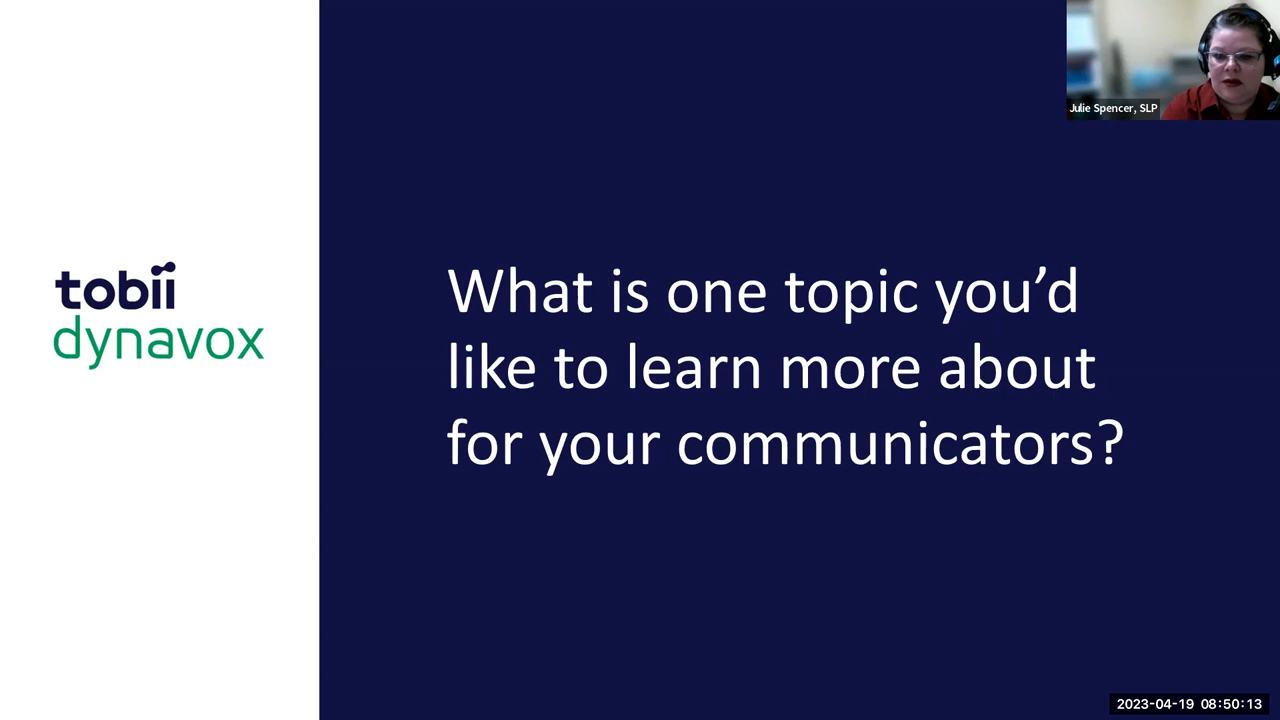 Julie Spencer, SLP
tobii
dynavox
What is one topic you’d
like to learn more about
for your communicators?
2023-04-19 08:50:13